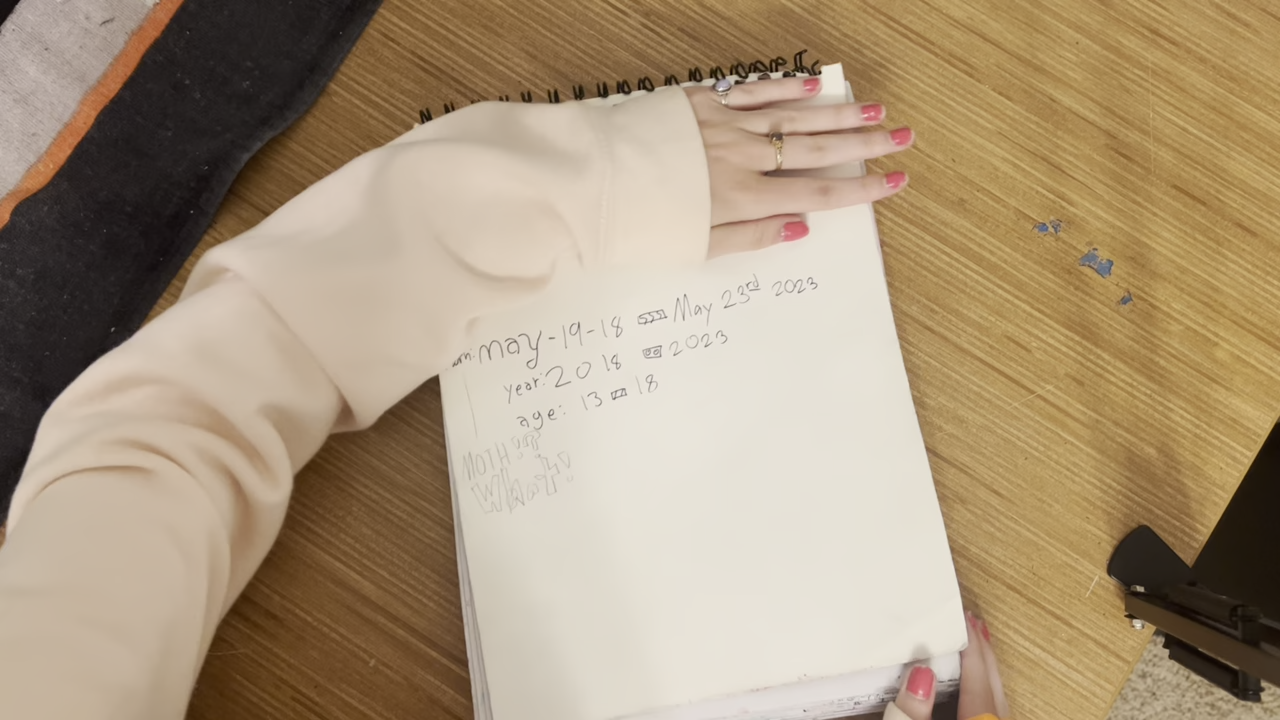 may-19-18 May 23rd 2023
year: 2018 2023
age: 13 18
MOTH
What?